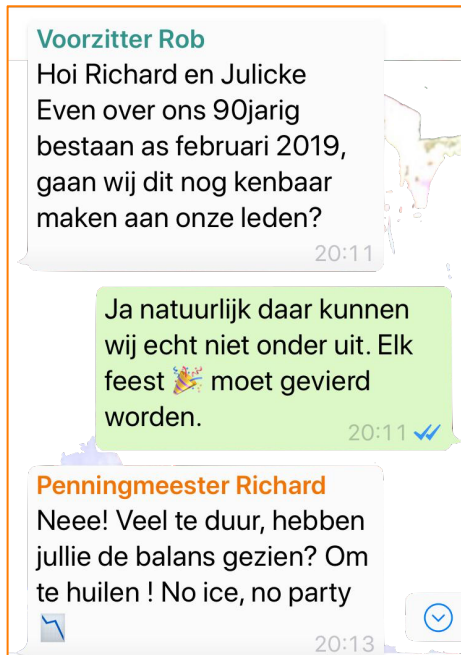 Voorzitter Rob
Hoi Richard en Julicke
Even over ons 90jarig
bestaan as februari 2019,
gaan wij dit nog kenbaar
maken aan onze leden?
20:11
Ja natuurlijk daar kunnen
wij echt niet onder uit. Elk
feest 🎉 moet gevierd
worden.
20:11
Penningmeester Richard
Neee! Veel te duur, hebben
jullie de balans gezien? Om
te huilen ! No ice, no party
📉
20:13